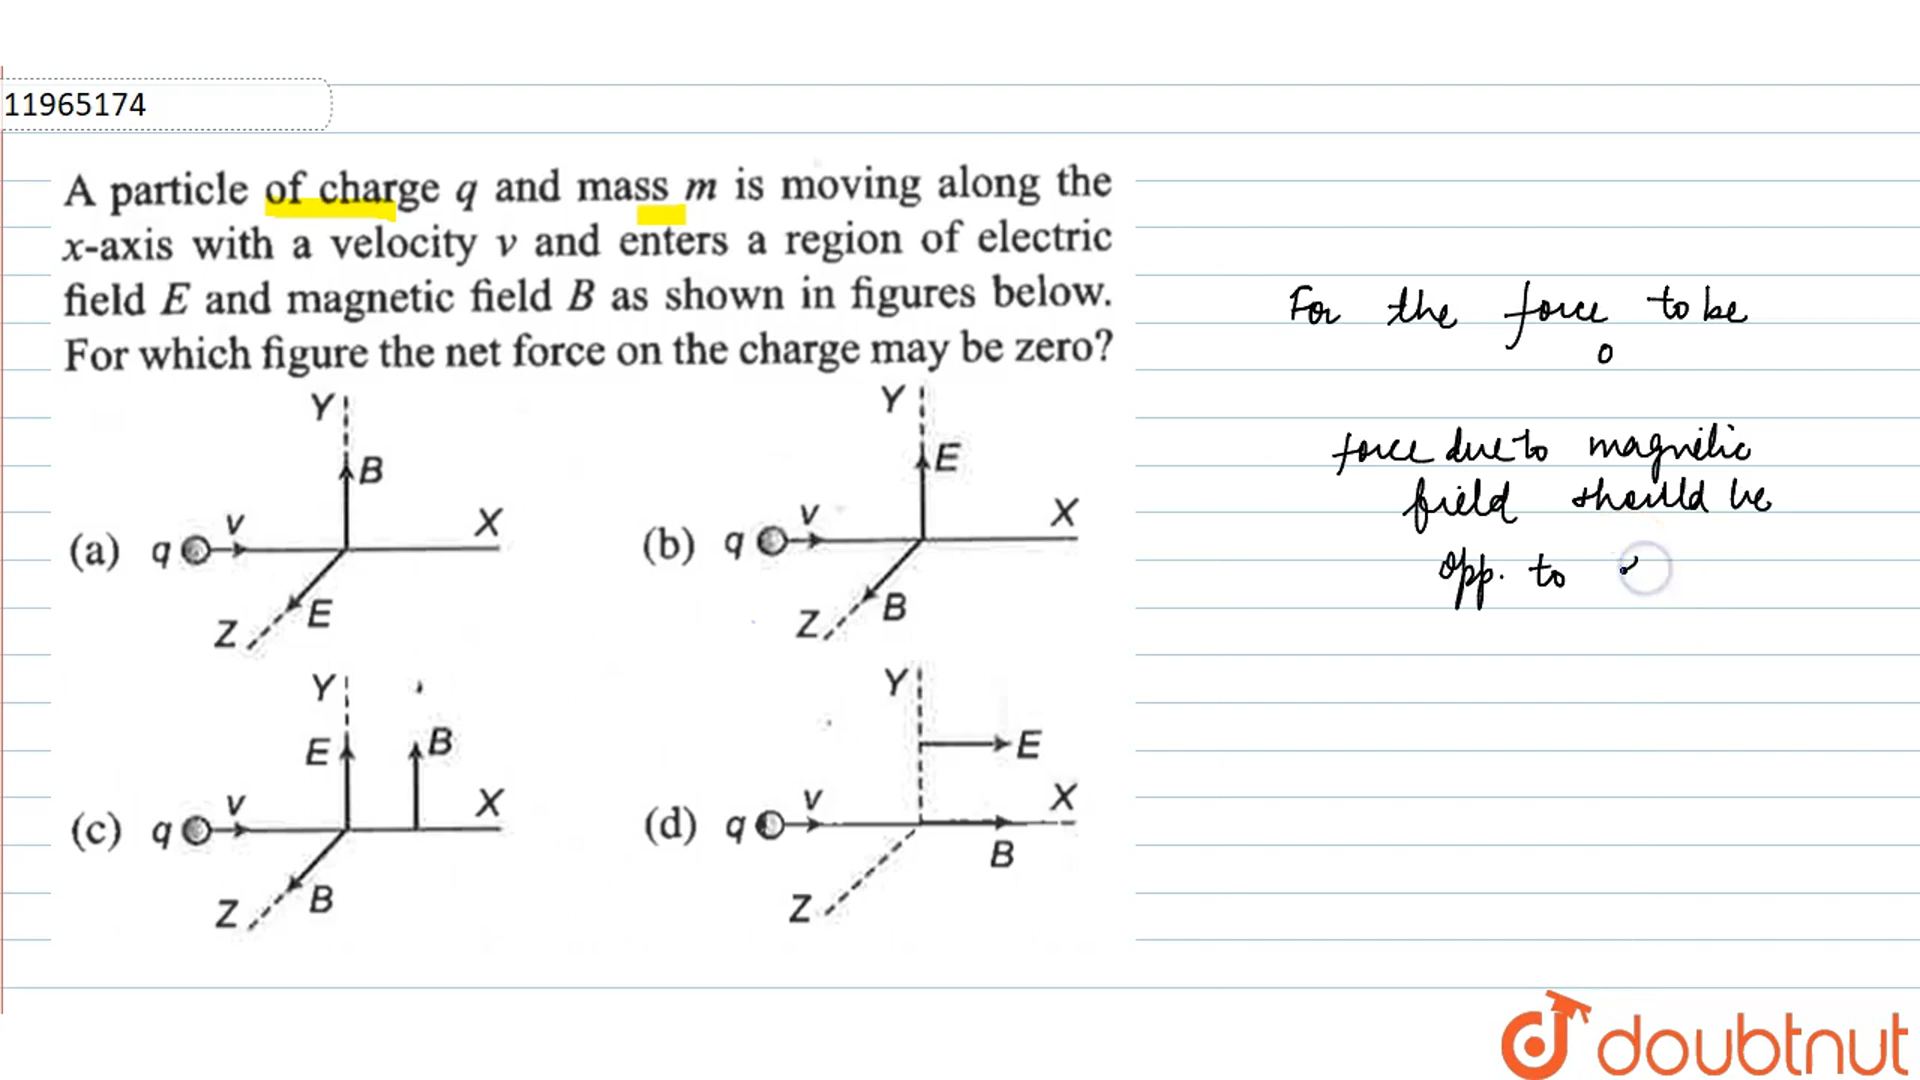 11965174
A particle of charge q and mass m is moving along the
x-axis with a velocity v and enters a region of electric
field E and magnetic field B as shown in figures below.
For which figure the net force on the charge may be zero?
Y
B
(a) q v X
E
Z
Y
E
(b) q v X
B
Z
Y
E B
(c) q v X
B
Z
Y
E
(d) q v X
B
Z
For the force to be
0
force due to magnetic
field should be
opp. to
doubtnut